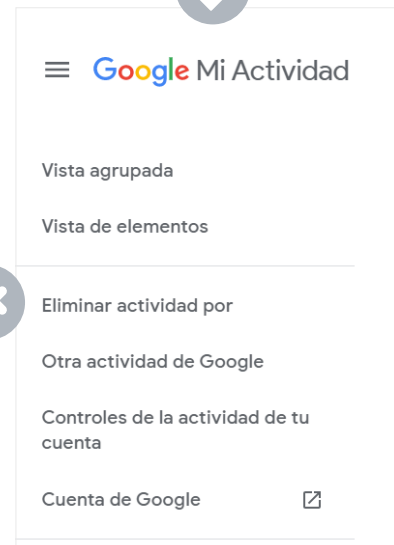 Google Mi Actividad
Vista agrupada
Vista de elementos
Eliminar actividad por
Otra actividad de Google
Controles de la actividad de tu
cuenta
Cuenta de Google